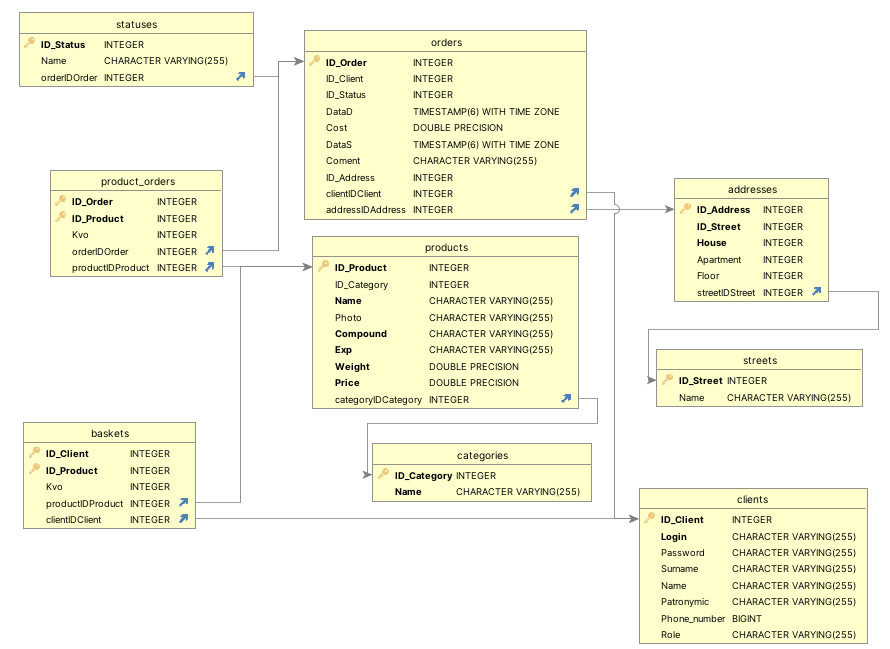 statuses
ID_Status INTEGER
Name CHARACTER VARYING(255)
orderIDOrder INTEGER
orders
ID_Order INTEGER
ID_Client INTEGER
ID_Status INTEGER
DataD TIMESTAMP(6) WITH TIME ZONE
Cost DOUBLE PRECISION
DataS TIMESTAMP(6) WITH TIME ZONE
Coment CHARACTER VARYING(255)
ID_Address INTEGER
clientIDClient INTEGER
addressIDAddress INTEGER
product_orders
ID_Order INTEGER
ID_Product INTEGER
Kvo INTEGER
orderIDOrder INTEGER
productIDProduct INTEGER
addresses
ID_Address INTEGER
ID_Street INTEGER
House INTEGER
Apartment INTEGER
Floor INTEGER
streetIDStreet INTEGER
products
ID_Product INTEGER
ID_Category INTEGER
Name CHARACTER VARYING(255)
Photo CHARACTER VARYING(255)
Compound CHARACTER VARYING(255)
Exp CHARACTER VARYING(255)
Weight DOUBLE PRECISION
Price DOUBLE PRECISION
categoryIDCategory INTEGER
streets
ID_Street INTEGER
Name CHARACTER VARYING(255)
baskets
ID_Client INTEGER
ID_Product INTEGER
Kvo INTEGER
productIDProduct INTEGER
clientIDClient INTEGER
categories
ID_Category INTEGER
Name CHARACTER VARYING(255)
clients
ID_Client INTEGER
Login CHARACTER VARYING(255)
Password CHARACTER VARYING(255)
Surname CHARACTER VARYING(255)
Name CHARACTER VARYING(255)
Patronymic CHARACTER VARYING(255)
Phone_number BIGINT
Role CHARACTER VARYING(255)